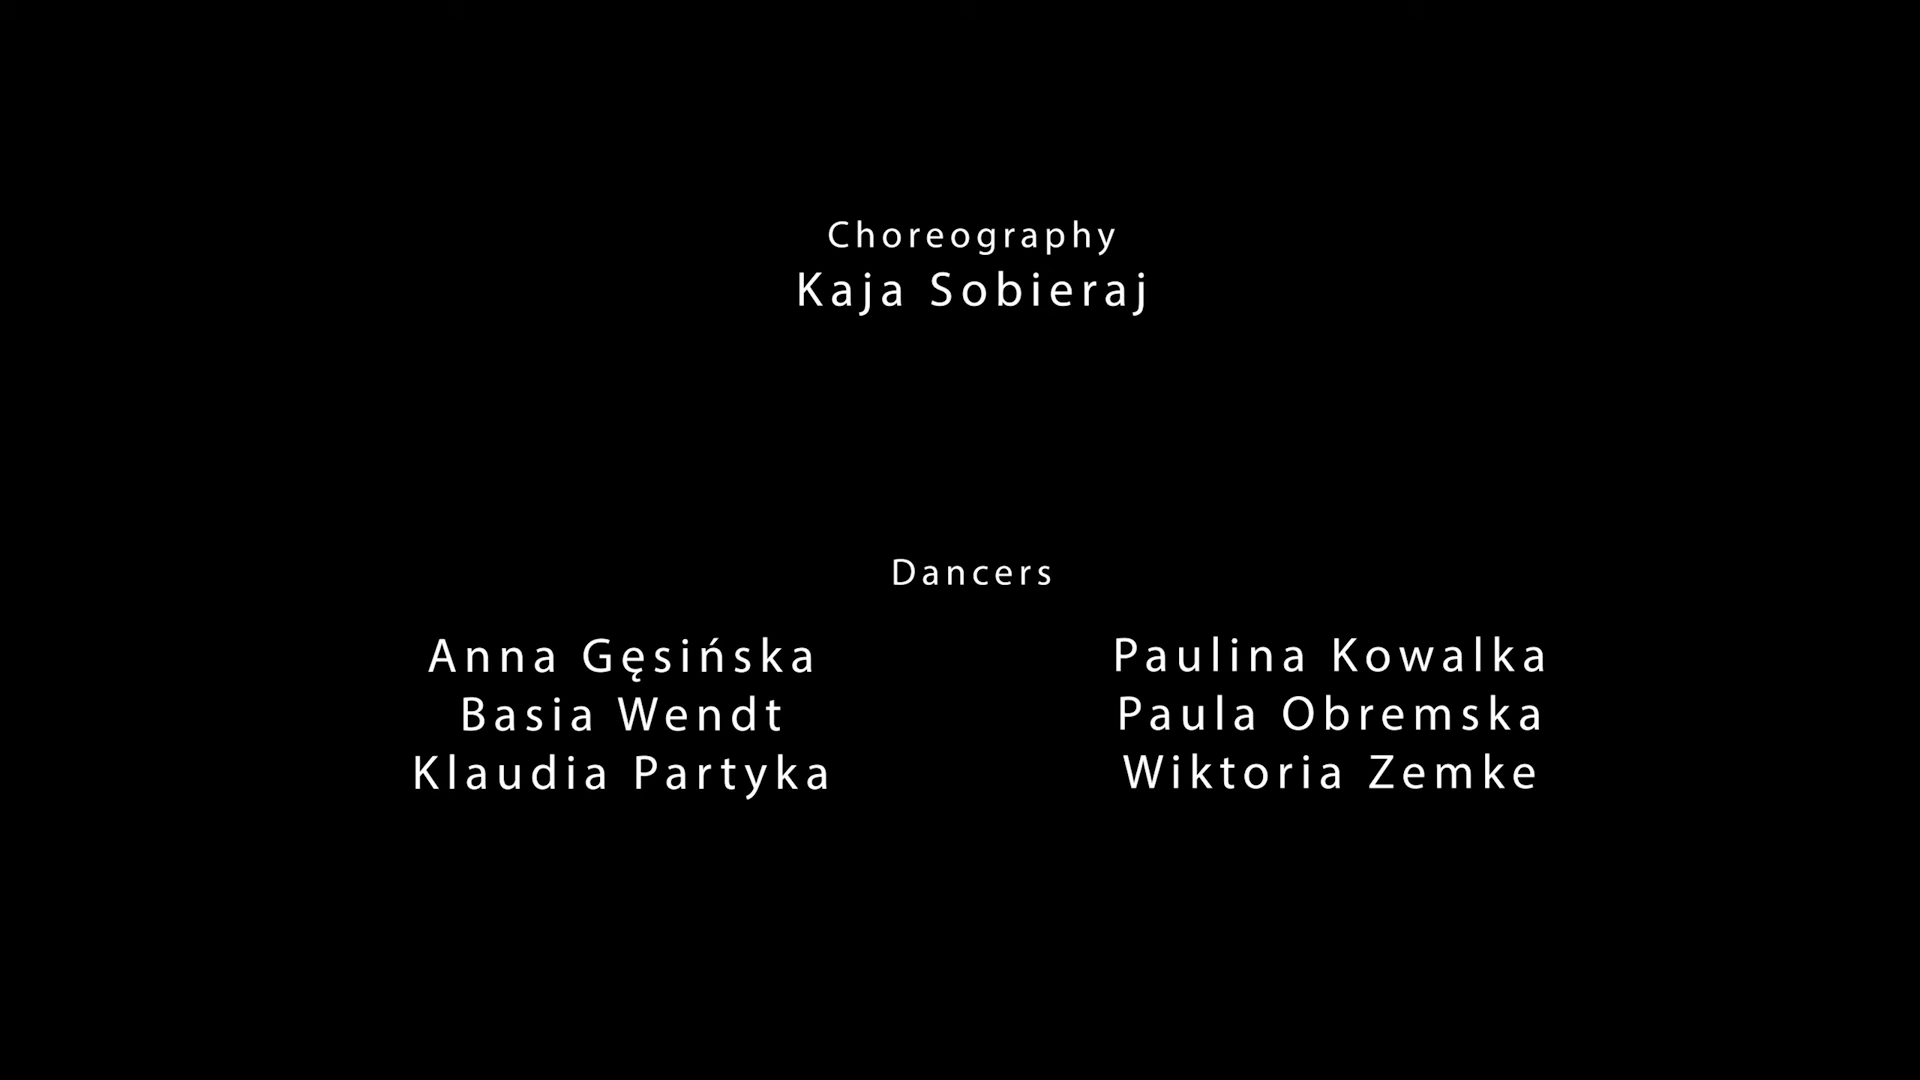 Choreography
Kaja Sobieraj
Dancers
Anna Gęsińska
Basia Wendt
Klaudia Partyka
Paulina Kowalka
Paula Obremska
Wiktoria Zemke